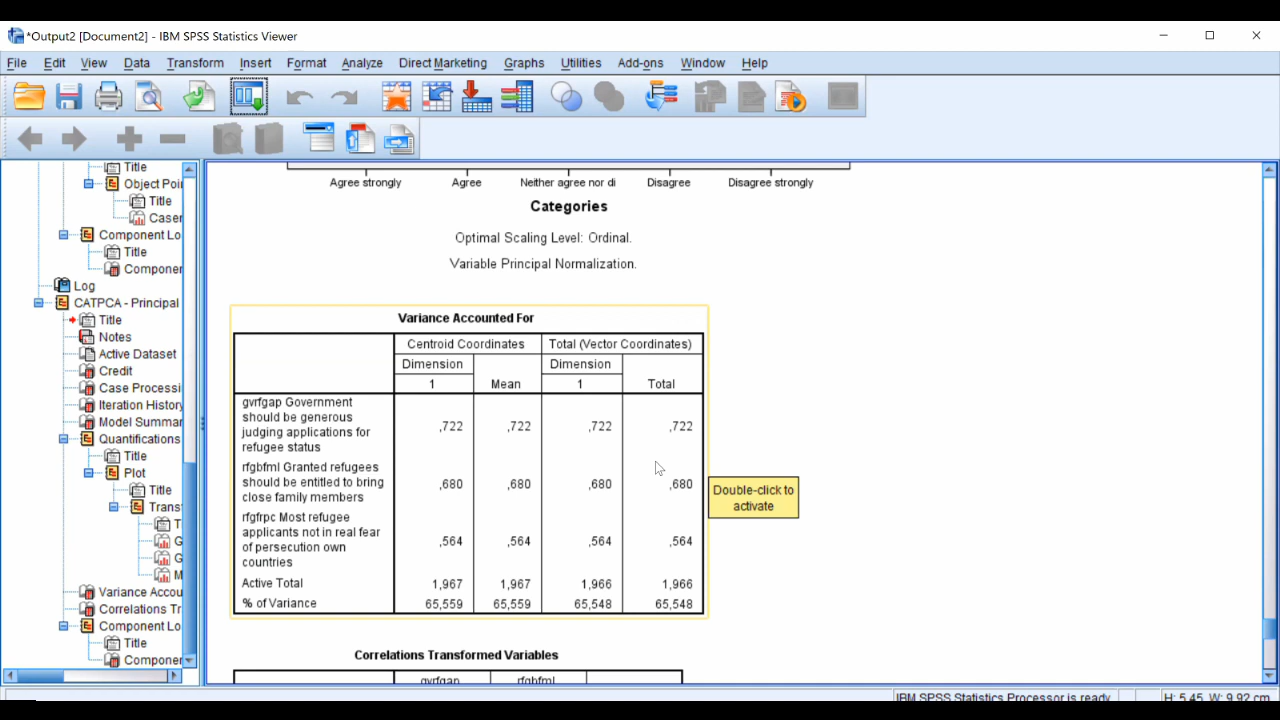 *Output2 [Document2] - IBM SPSS Statistics Viewer
File Edit View Data Transform Insert Format Analyze Direct Marketing Graphs Utilities Add-ons Window Help
Title
Object Poi
Title
Caser
Component Lo
Title
Componer
Log
CATPCA - Principal
Title
Notes
Active Dataset
Credit
Case Processi
Iteration History
Model Summar
Quantifications
Title
Plot
Title
Trans
T
G
G
M
Variance Accou
Correlations Tr
Component Lo
Title
Componer
Agree strongly Agree Neither agree nor di Disagree Disagree strongly
Categories
Optimal Scaling Level: Ordinal.
Variable Principal Normalization.
Variance Accounted For
Centroid Coordinates Total (Vector Coordinates)
Dimension Dimension
1 Mean 1 Total
gvrfgap Government
should be generous
judging applications for
refugee status
,722 ,722 ,722 ,722
rfgbfml Granted refugees
should be entitled to bring
close family members
,680 ,680 ,680 ,680
rfgfrpc Most refugee
applicants not in real fear
of persecution own
countries
,564 ,564 ,564 ,564
Active Total 1,967 1,967 1,966 1,966
% of Variance 65,559 65,559 65,548 65,548
Double-click to
activate
Correlations Transformed Variables
gvrfgap rfgbfml
IBM SPSS Statistics Processor is ready H: 5.45, W: 9.92 cm